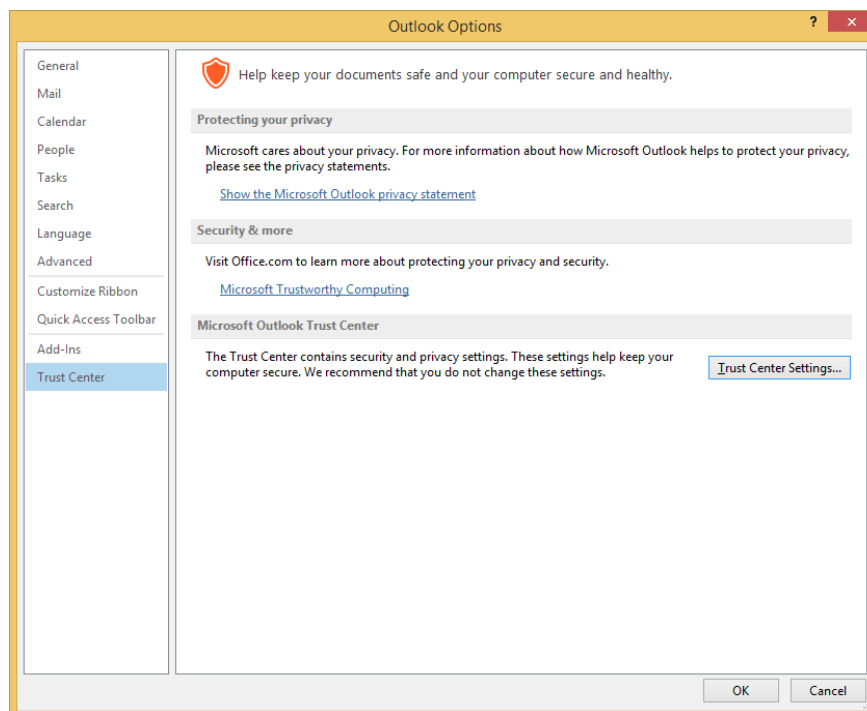 Outlook Options
? ×
General
Mail
Calendar
People
Tasks
Search
Language
Advanced
Customize Ribbon
Quick Access Toolbar
Add-Ins
Trust Center
Help keep your documents safe and your computer secure and healthy.
Protecting your privacy
Microsoft cares about your privacy. For more information about how Microsoft Outlook helps to protect your privacy,
please see the privacy statements.
Show the Microsoft Outlook privacy statement
Security & more
Visit Office.com to learn more about protecting your privacy and security.
Microsoft Trustworthy Computing
Microsoft Outlook Trust Center
The Trust Center contains security and privacy settings. These settings help keep your
computer secure. We recommend that you do not change these settings.
Trust Center Settings...
OK
Cancel